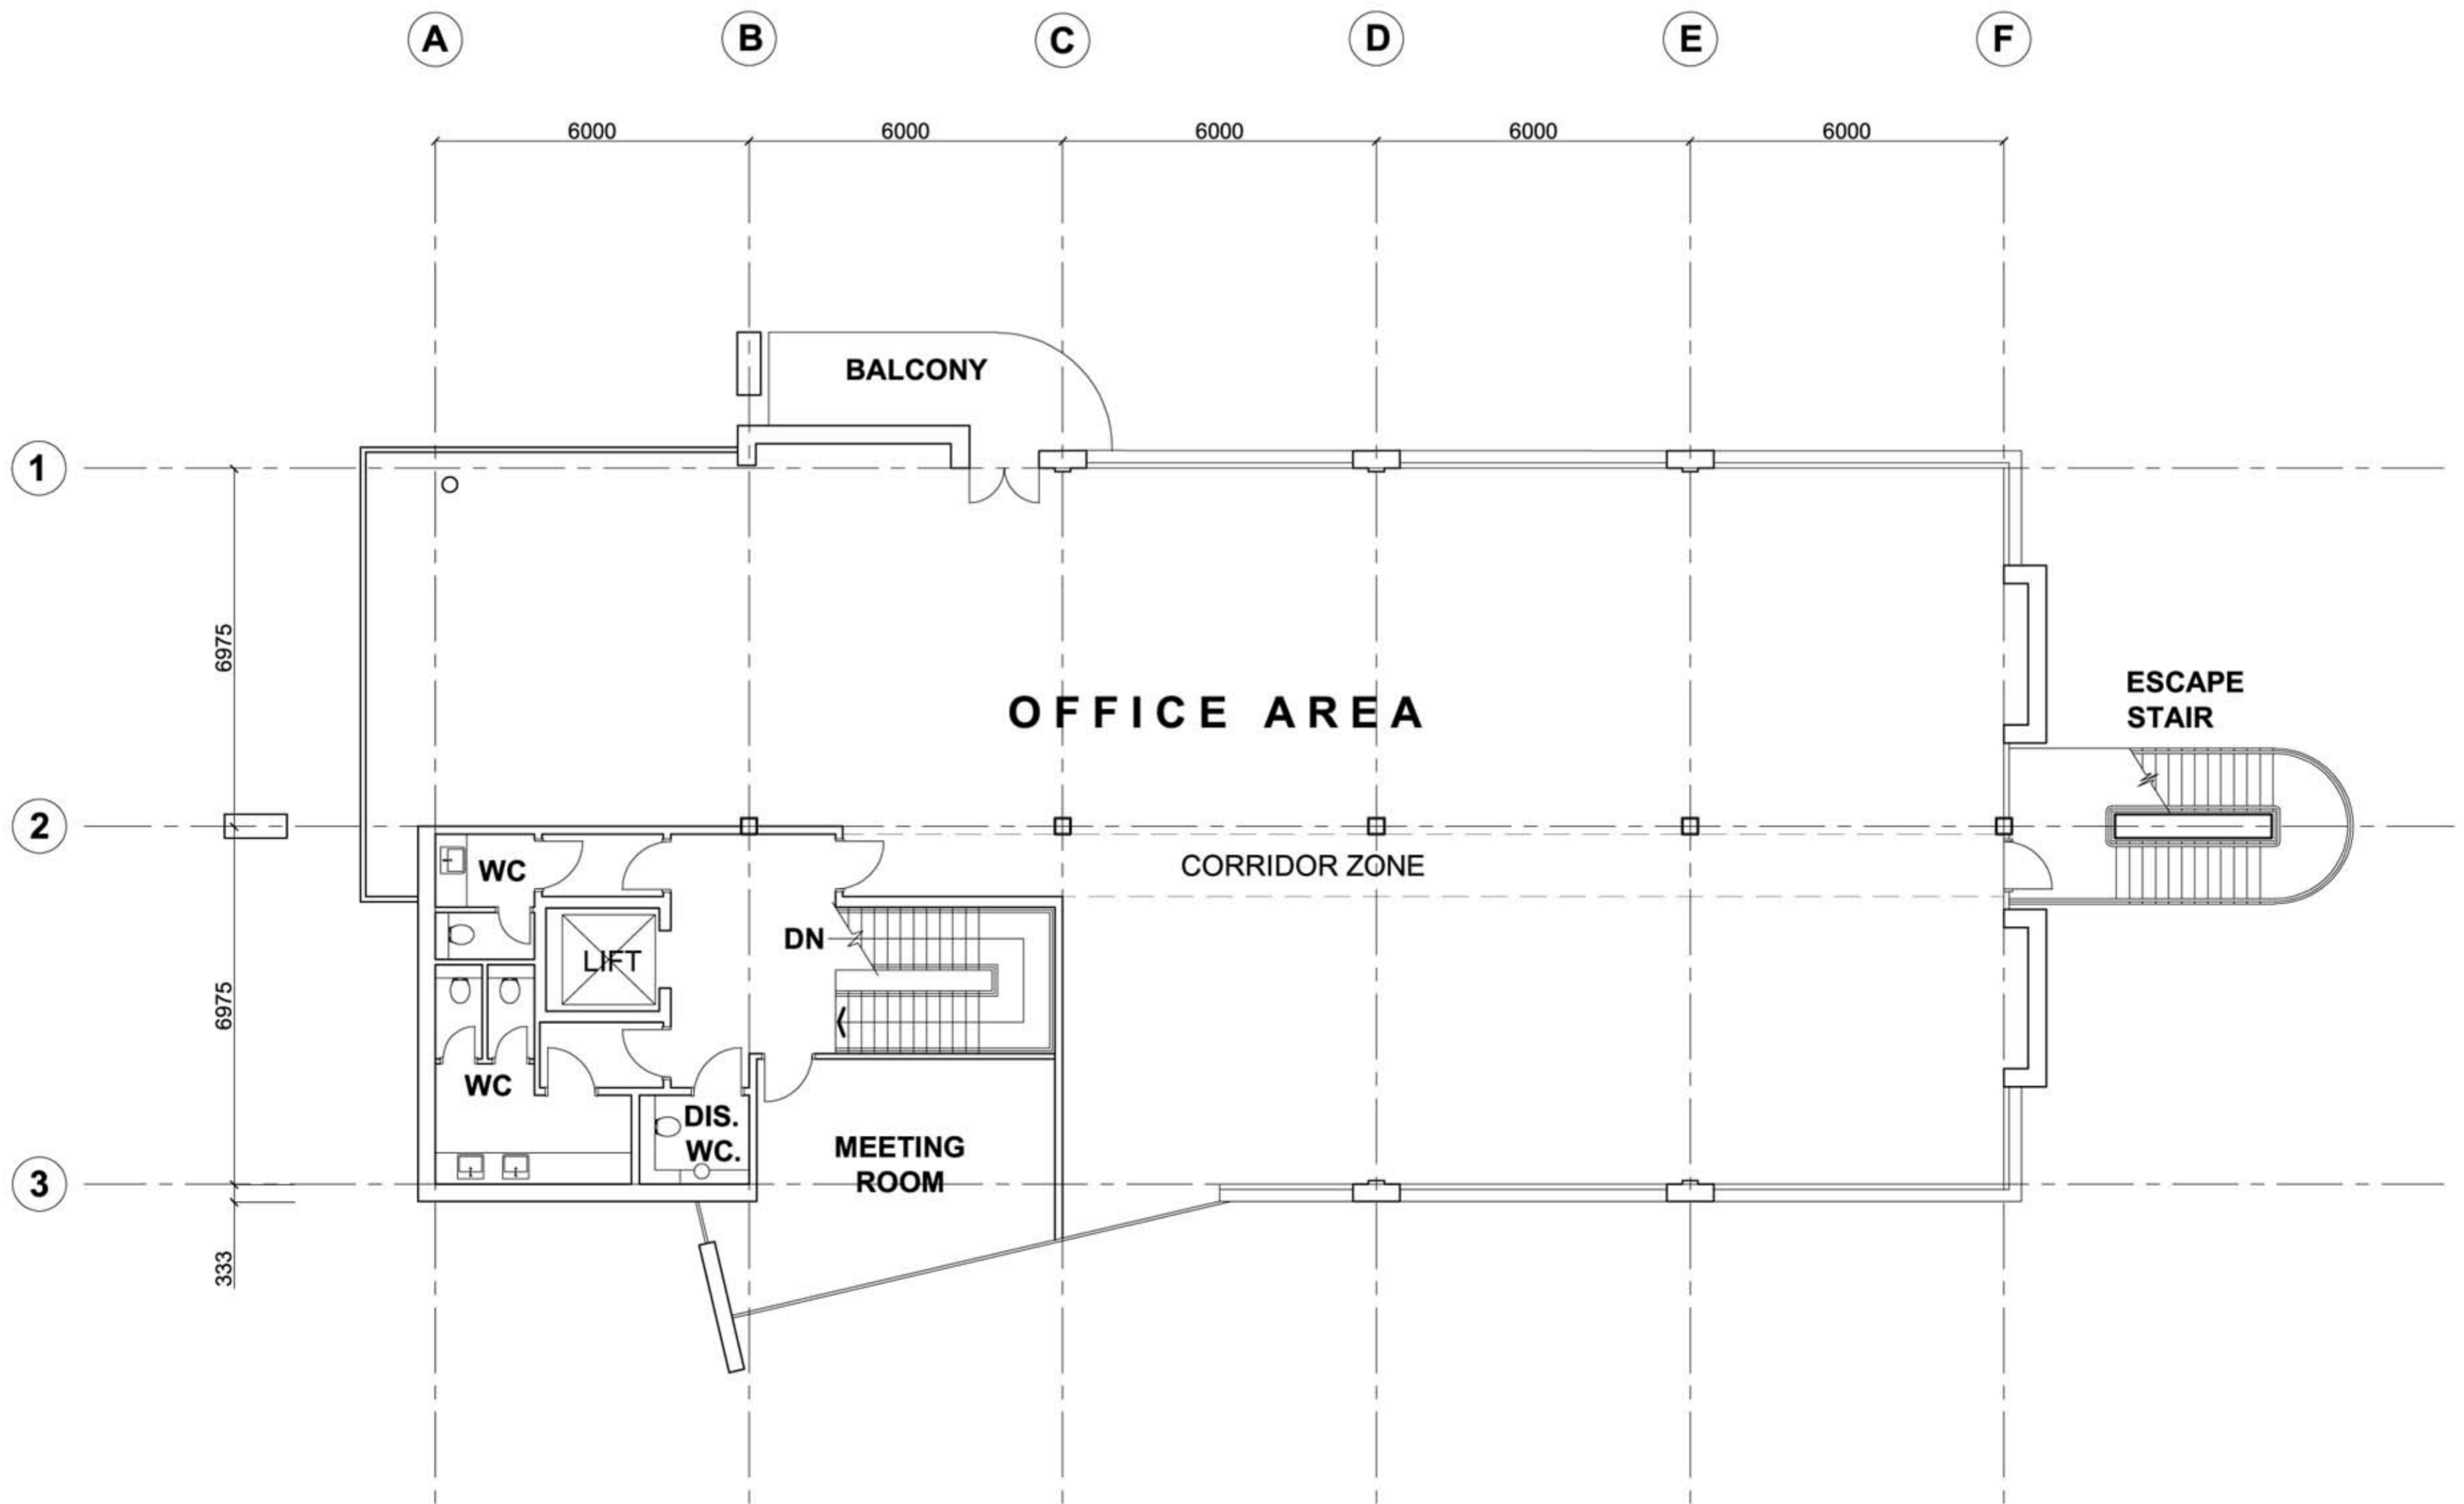 A B C D E F
6000 6000 6000 6000 6000
BALCONY
1
6975
OFFICE AREA
ESCAPE
STAIR
2
WC
CORRIDOR ZONE
DN
LIFT
6975
WC
DIS.
WC.
MEETING
ROOM
3
333